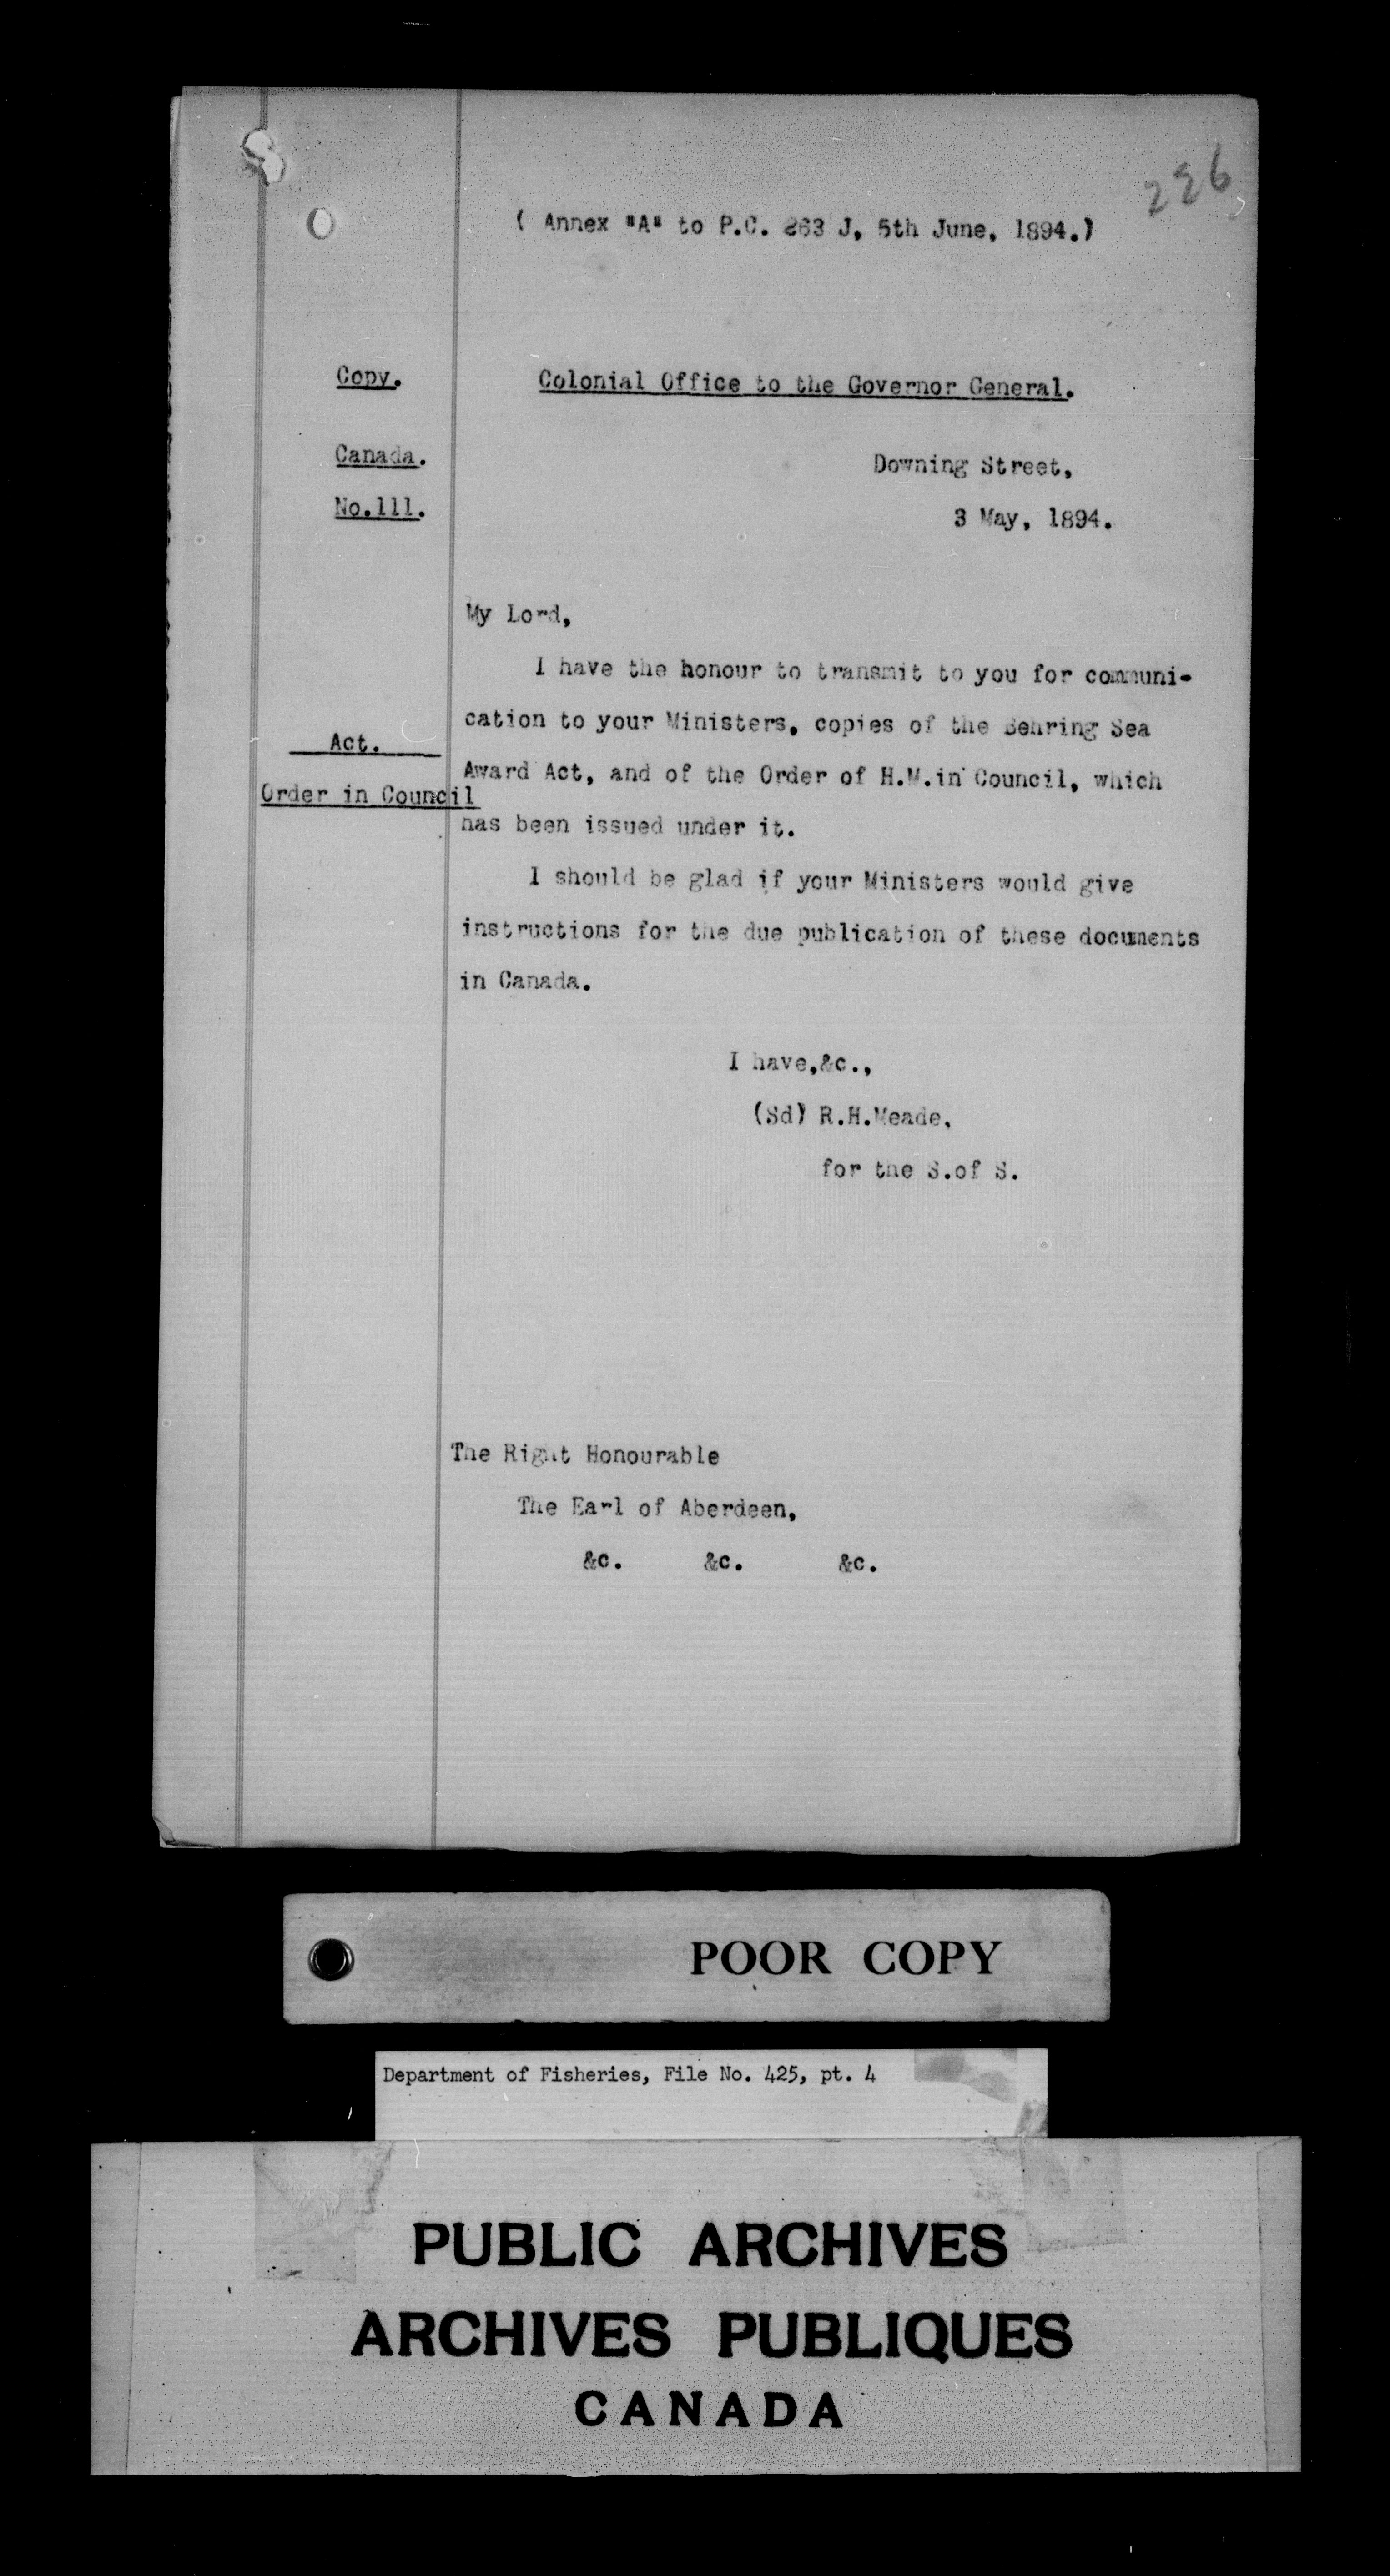 226
( Annex "A" to P.C. 263 J, 5th June, 1894.)
Copy.
Colonial Office to the Governor General.
Canada.
Downing Street,
No.111.
3 May, 1894.
My Lord,
I have the honour to transmit to you for communi-
cation to your Ministers, copies of the Behring Sea
Act.
Award Act, and of the Order of H.M.in Council, which
Order in Council
has been issued under it.
I should be glad if your Ministers would give
instructions for the due publication of these documents
in Canada.
I have,&c.,
(Sd) R.H.Meade,
for the S.of S.
The Right Honourable
The Earl of Aberdeen,
&c. &c. &c.
POOR COPY
Department of Fisheries, File No. 425, pt. 4
PUBLIC ARCHIVES
ARCHIVES PUBLIQUES
CANADA